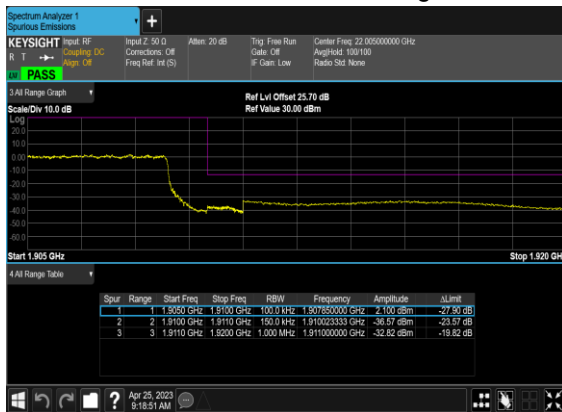 Spectrum Analyzer 1
Spurious Emissions
KEYSIGHT Input: RF Input Z: 50 Ω Atten: 20 dB Trig: Free Run Center Freq: 22.005000000 GHz
R T Coupling: DC Corrections: Off Gate: Off Avg|Hold: 100/100
Align: Off Freq Ref: Int (S) IF Gain: Low Radio Std: None
PASS
3 All Range Graph
Ref Lvl Offset 25.70 dB
Scale/Div 10.0 dB Ref Value 30.00 dBm
Log
20.0
10.0
0.00
-10.0
-20.0
-30.0
-40.0
-50.0
-60.0
Start 1.905 GHz Stop 1.920 GH
4 All Range Table
Spur Range Start Freq Stop Freq RBW Frequency Amplitude ΔLimit
1 1 1.9050 GHz 1.9100 GHz 100.0 kHz 1.907850000 GHz 2.100 dBm -27.90 dB
2 2 1.9100 GHz 1.9110 GHz 150.0 kHz 1.910023333 GHz -36.57 dBm -23.57 dB
3 3 1.9110 GHz 1.9200 GHz 1.000 MHz 1.911000000 GHz -32.82 dBm -19.82 dB
? Apr 25, 2023
9:18:51 AM